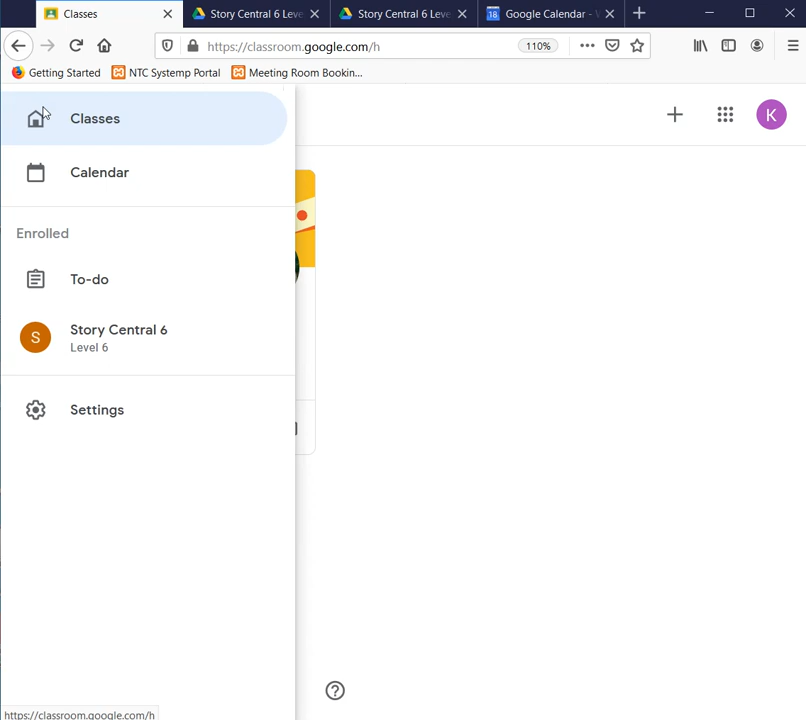 Classes
Story Central 6 Leve
Story Central 6 Leve
18
Google Calendar - W
https://classroom.google.com/h
110%
Getting Started
NTC Systemp Portal
Meeting Room Bookin...
Classes
K
Calendar
Enrolled
To-do
S
Story Central 6
Level 6
Settings
https://classroom.google.com/h